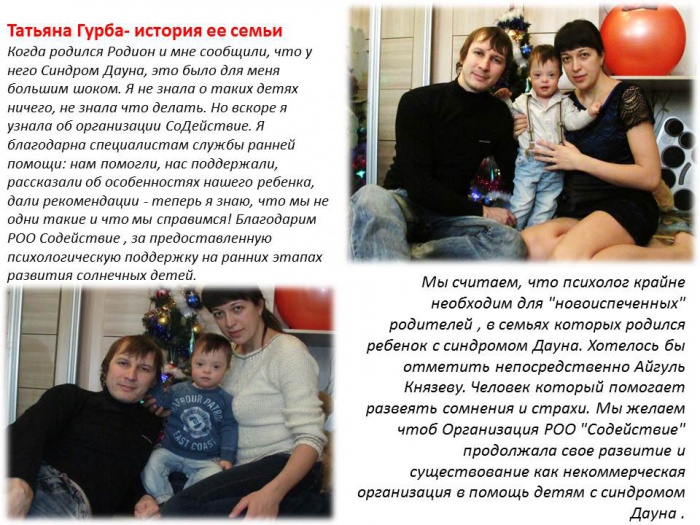 Татьяна Гурба- история ее семьи
Когда родился Родион и мне сообщили, что у
него Синдром Дауна, это было для меня
большим шоком. Я не знала о таких детях
ничего, не знала что делать. Но вскоре я
узнала об организации СоДействие. Я
благодарна специалистам службы ранней
помощи: нам помогли, нас поддержали,
рассказали об особенностях нашего ребенка,
дали рекомендации - теперь я знаю, что мы не
одни такие и что мы справимся! Благодарим
РОО Содействие , за предоставленную
психологическую поддержку на ранних этапах
развития солнечных детей.
Мы считаем, что психолог крайне
необходим для "новоиспеченных"
родителей , в семьях которых родился
ребенок с синдромом Дауна. Хотелось бы
отметить непосредственно Айгуль
Князеву. Человек который помогает
развеять сомнения и страхи. Мы желаем
чтоб Организация РОО "Содействие"
продолжала свое развитие и
существование как некоммерческая
организация в помощь детям с синдромом
Дауна .
OUR PATROL
EAST COAST